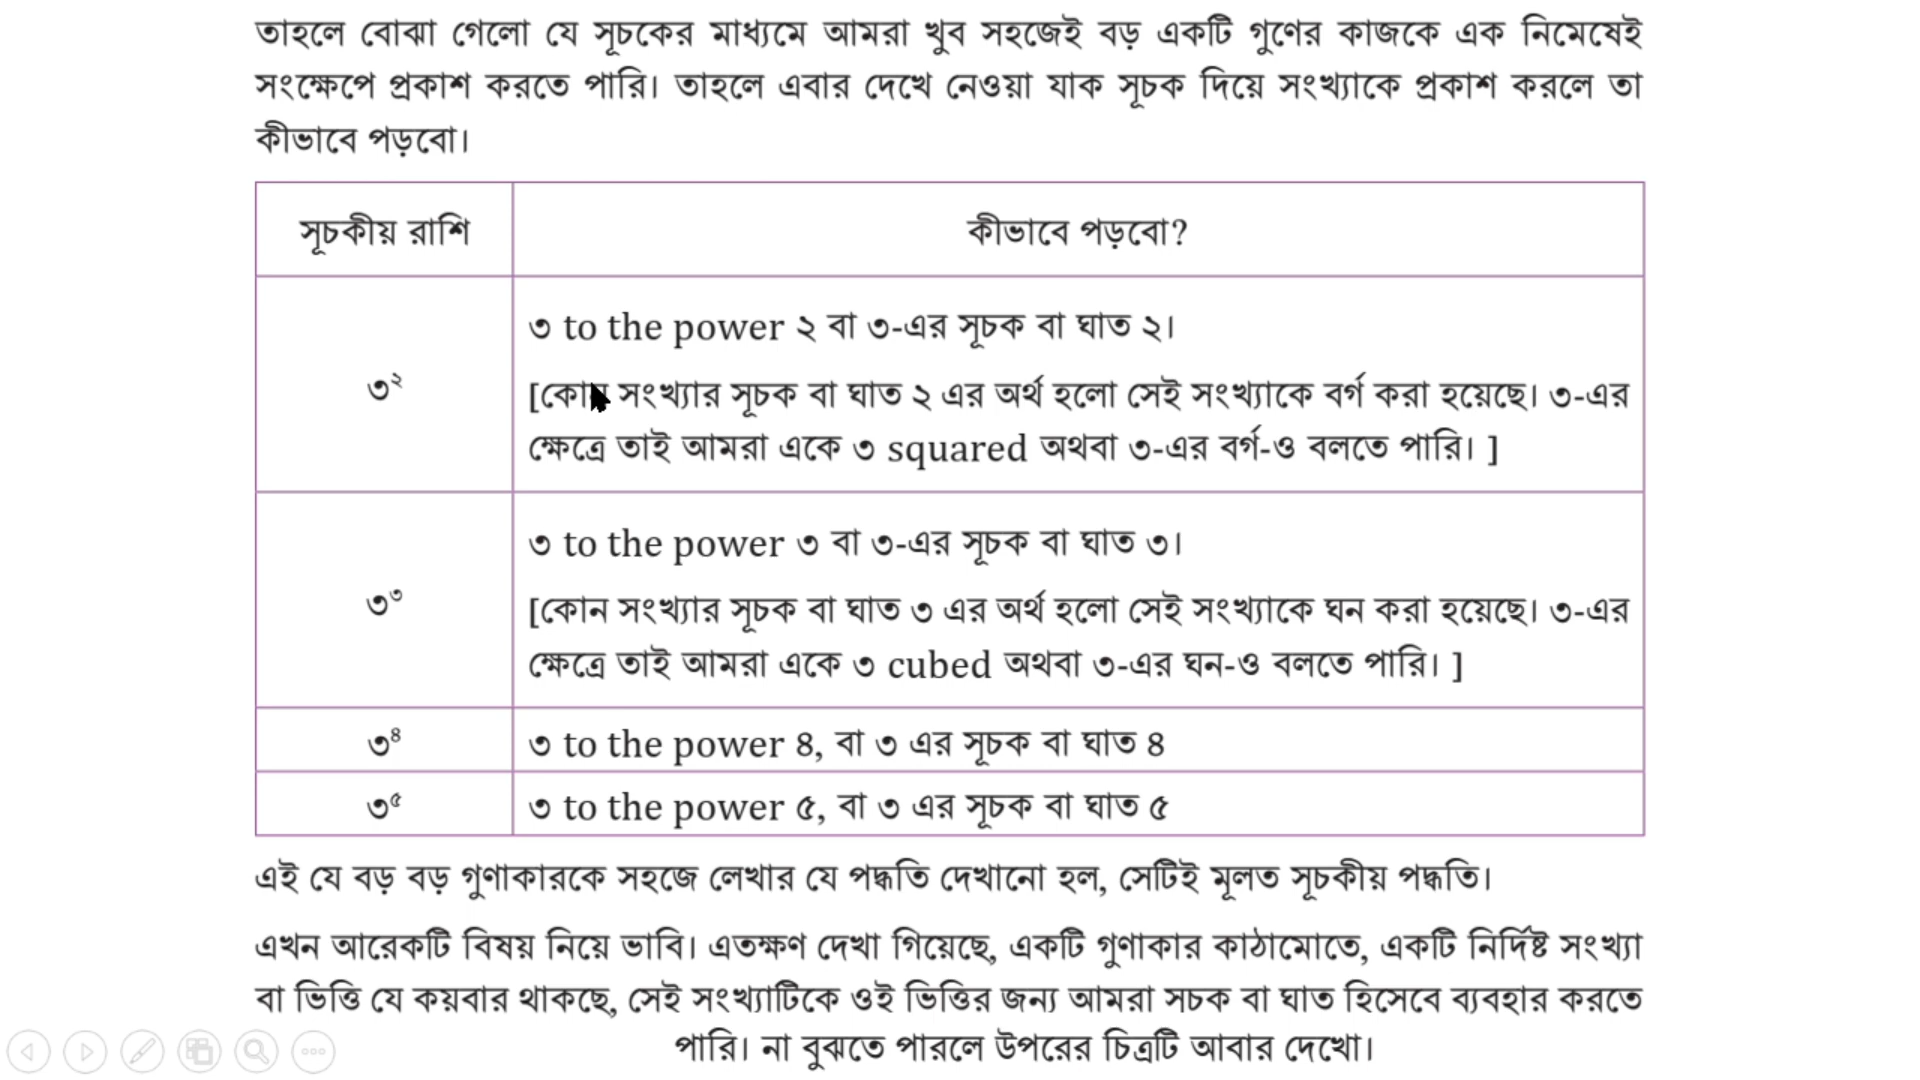 তাহলে বোঝা গেলো যে সূচকের মাধ্যমে আমরা খুব সহজেই বড় একটি গুণের কাজকে এক নিমেষেই
সংক্ষেপে প্রকাশ করতে পারি। তাহলে এবার দেখে নেওয়া যাক সূচক দিয়ে সংখ্যাকে প্রকাশ করলে তা
কীভাবে পড়বো।
সূচকীয় রাশি
কীভাবে পড়বো?
৩²
৩ to the power ২ বা ৩-এর সূচক বা ঘাত ২।
[কোন সংখ্যার সূচক বা ঘাত ২ এর অর্থ হলো সেই সংখ্যাকে বর্গ করা হয়েছে। ৩-এর
ক্ষেত্রে তাই আমরা একে ৩ squared অথবা ৩-এর বর্গ-ও বলতে পারি। ]
৩³
৩ to the power ৩ বা ৩-এর সূচক বা ঘাত ৩।
[কোন সংখ্যার সূচক বা ঘাত ৩ এর অর্থ হলো সেই সংখ্যাকে ঘন করা হয়েছে। ৩-এর
ক্ষেত্রে তাই আমরা একে ৩ cubed অথবা ৩-এর ঘন-ও বলতে পারি। ]
৩⁴
৩ to the power ৪, বা ৩ এর সূচক বা ঘাত ৪
৩⁵
৩ to the power ৫, বা ৩ এর সূচক বা ঘাত ৫
এই যে বড় বড় গুণাকারকে সহজে লেখার যে পদ্ধতি দেখানো হল, সেটিই মূলত সূচকীয় পদ্ধতি।
এখন আরেকটি বিষয় নিয়ে ভাবি। এতক্ষণ দেখা গিয়েছে, একটি গুণাকার কাঠামোতে, একটি নির্দিষ্ট সংখ্যা
বা ভিত্তি যে কয়বার থাকছে, সেই সংখ্যাটিকে ওই ভিত্তির জন্য আমরা সূচক বা ঘাত হিসেবে ব্যবহার করতে
পারি। না বুঝতে পারলে উপরের চিত্রটি আবার দেখো।